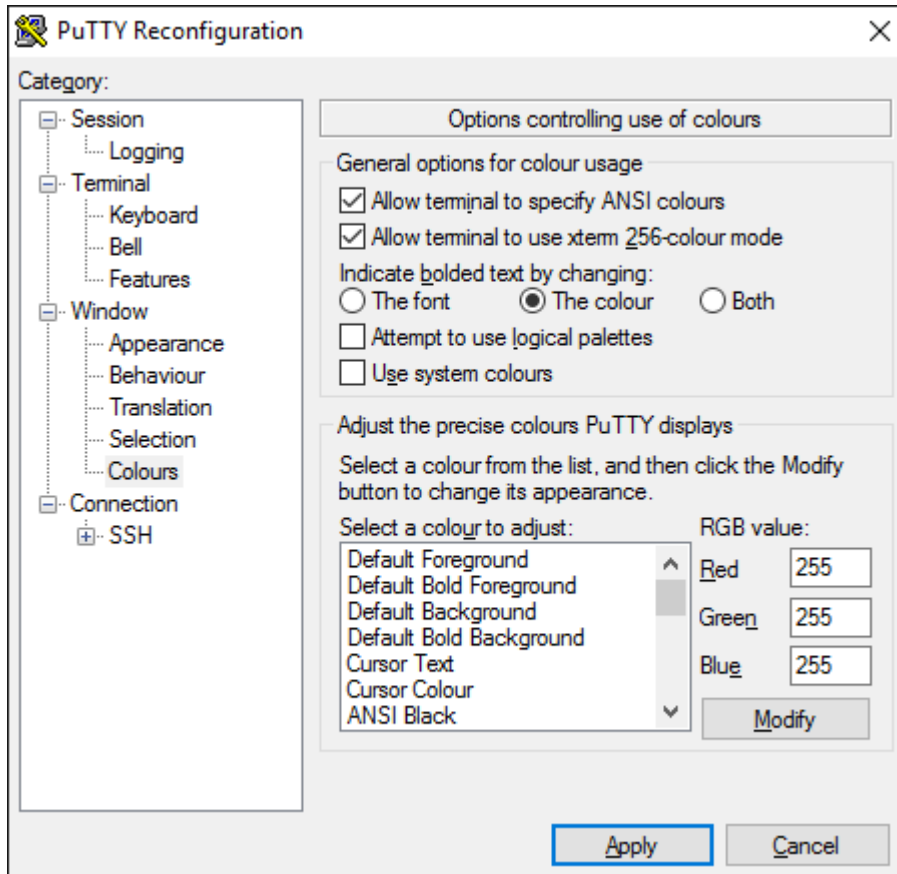 PuTTY Reconfiguration
Category:
Session
Logging
Terminal
Keyboard
Bell
Features
Window
Appearance
Behaviour
Translation
Selection
Colours
Connection
SSH
Options controlling use of colours
General options for colour usage
Allow terminal to specify ANSI colours
Allow terminal to use xterm 256-colour mode
Indicate bolded text by changing:
The font The colour Both
Attempt to use logical palettes
Use system colours
Adjust the precise colours PuTTY displays
Select a colour from the list, and then click the Modify
button to change its appearance.
Select a colour to adjust:
Default Foreground
Default Bold Foreground
Default Background
Default Bold Background
Cursor Text
Cursor Colour
ANSI Black
RGB value:
Red 255
Green 255
Blue 255
Modify
Apply Cancel